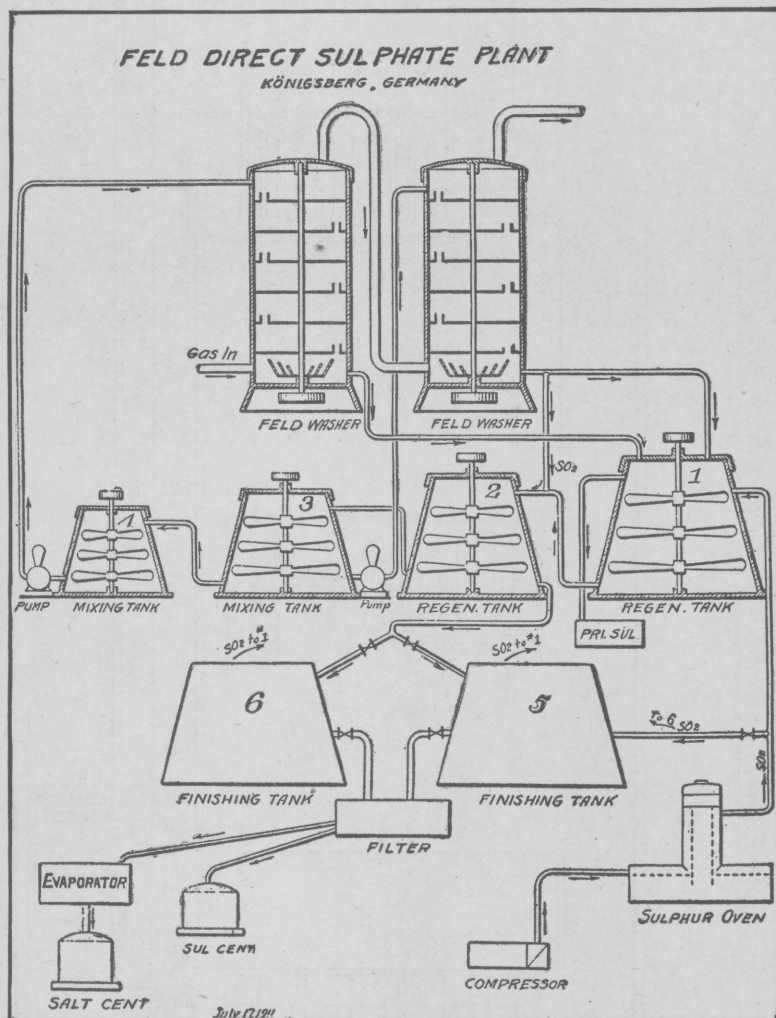 FELD DIRECT SULPHATE PLANT
KÖNIGSBERG, GERMANY
Gas In
FELD WASHER
FELD WASHER
SO2
1
2
3
1
PUMP
MIXING TANK
MIXING TANK
Pump
REGEN. TANK
REGEN. TANK
PRI. SUL.
SO2 to #1
SO2 to #1
6
5
To 6
SO2
SO2
FINISHING TANK
FINISHING TANK
FILTER
EVAPORATOR
SUL CENT.
SULPHUR OVEN
COMPRESSOR
SALT CENT
July 17, 1911